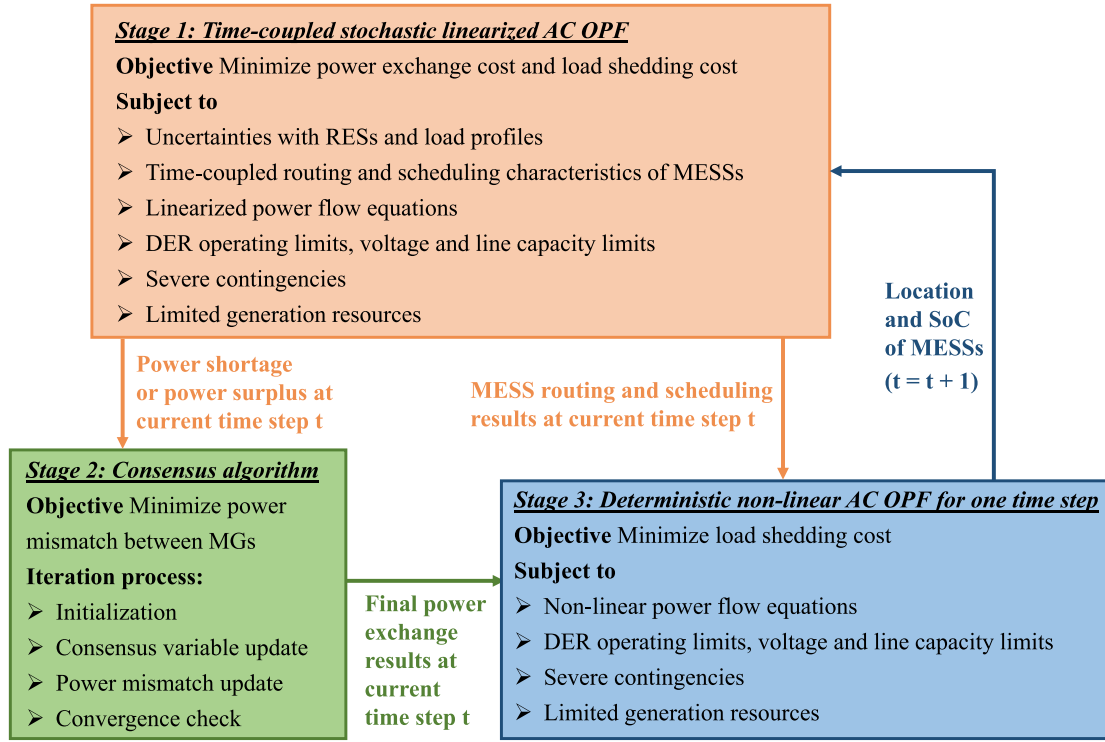 Stage 1: Time-coupled stochastic linearized AC OPF
Objective Minimize power exchange cost and load shedding cost
Subject to
➢ Uncertainties with RESs and load profiles
➢ Time-coupled routing and scheduling characteristics of MESSs
➢ Linearized power flow equations
➢ DER operating limits, voltage and line capacity limits
➢ Severe contingencies
➢ Limited generation resources
Power shortage
or power surplus at
current time step t
MESS routing and scheduling
results at current time step t
Location
and SoC
of MESSs
(t = t + 1)
Stage 2: Consensus algorithm
Objective Minimize power
mismatch between MGs
Iteration process:
➢ Initialization
➢ Consensus variable update
➢ Power mismatch update
➢ Convergence check
Final power
exchange
results at
current
time step t
Stage 3: Deterministic non-linear AC OPF for one time step
Objective Minimize load shedding cost
Subject to
➢ Non-linear power flow equations
➢ DER operating limits, voltage and line capacity limits
➢ Severe contingencies
➢ Limited generation resources